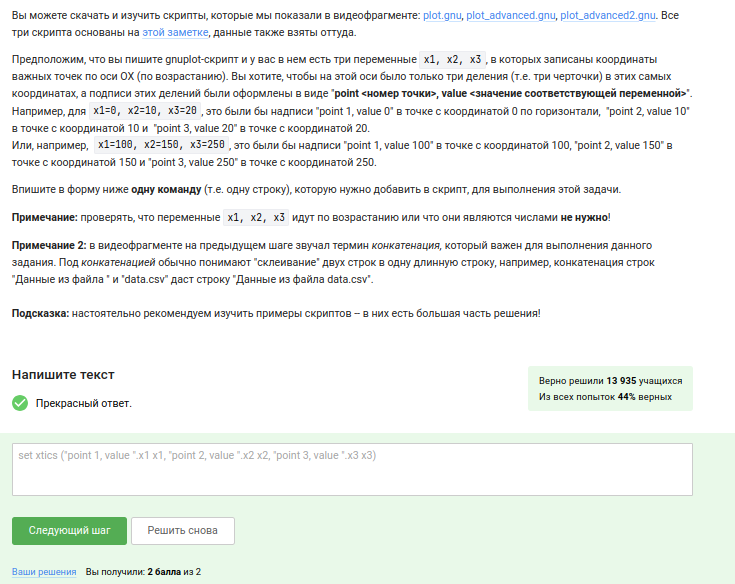 Вы можете скачать и изучить скрипты, которые мы показали в видеофрагменте: plot.gnu, plot_advanced.gnu, plot_advanced2.gnu. Все
три скрипта основаны на этой заметке, данные также взяты оттуда.
Предположим, что вы пишите gnuplot-скрипт и у вас в нем есть три переменные x1, x2, x3 , в которых записаны координаты
важных точек по оси OX (по возрастанию). Вы хотите, чтобы на этой оси было только три деления (т.е. три черточки) в этих самых
координатах, а подписи этих делений были оформлены в виде "point <номер точки>, value <значение соответствующей переменной>".
Например, для x1=0, x2=10, x3=20 , это были бы надписи "point 1, value 0" в точке с координатой 0 по горизонтали, "point 2, value 10"
в точке с координатой 10 и "point 3, value 20" в точке с координатой 20.
Или, например, x1=100, x2=150, x3=250 , это были бы надписи "point 1, value 100" в точке с координатой 100, "point 2, value 150" в
точке с координатой 150 и "point 3, value 250" в точке с координатой 250.
Впишите в форму ниже одну команду (т.е. одну строку), которую нужно добавить в скрипт, для выполнения этой задачи.
Примечание: проверять, что переменные x1, x2, x3 идут по возрастанию или что они являются числами не нужно!
Примечание 2: в видеофрагменте на предыдущем шаге звучал термин конкатенация, который важен для выполнения данного
задания. Под конкатенацией обычно понимают "склеивание" двух строк в одну длинную строку, например, конкатенация строк
"Данные из файла " и "data.csv" даст строку "Данные из файла data.csv".
Подсказка: настоятельно рекомендуем изучить примеры скриптов – в них есть большая часть решения!
Напишите текст
Верно решили 13 935 учащихся
Из всех попыток 44% верных
Прекрасный ответ.
set xtics ("point 1, value ".x1 x1, "point 2, value ".x2 x2, "point 3, value ".x3 x3)
Следующий шаг
Решить снова
Ваши решения Вы получили: 2 балла из 2